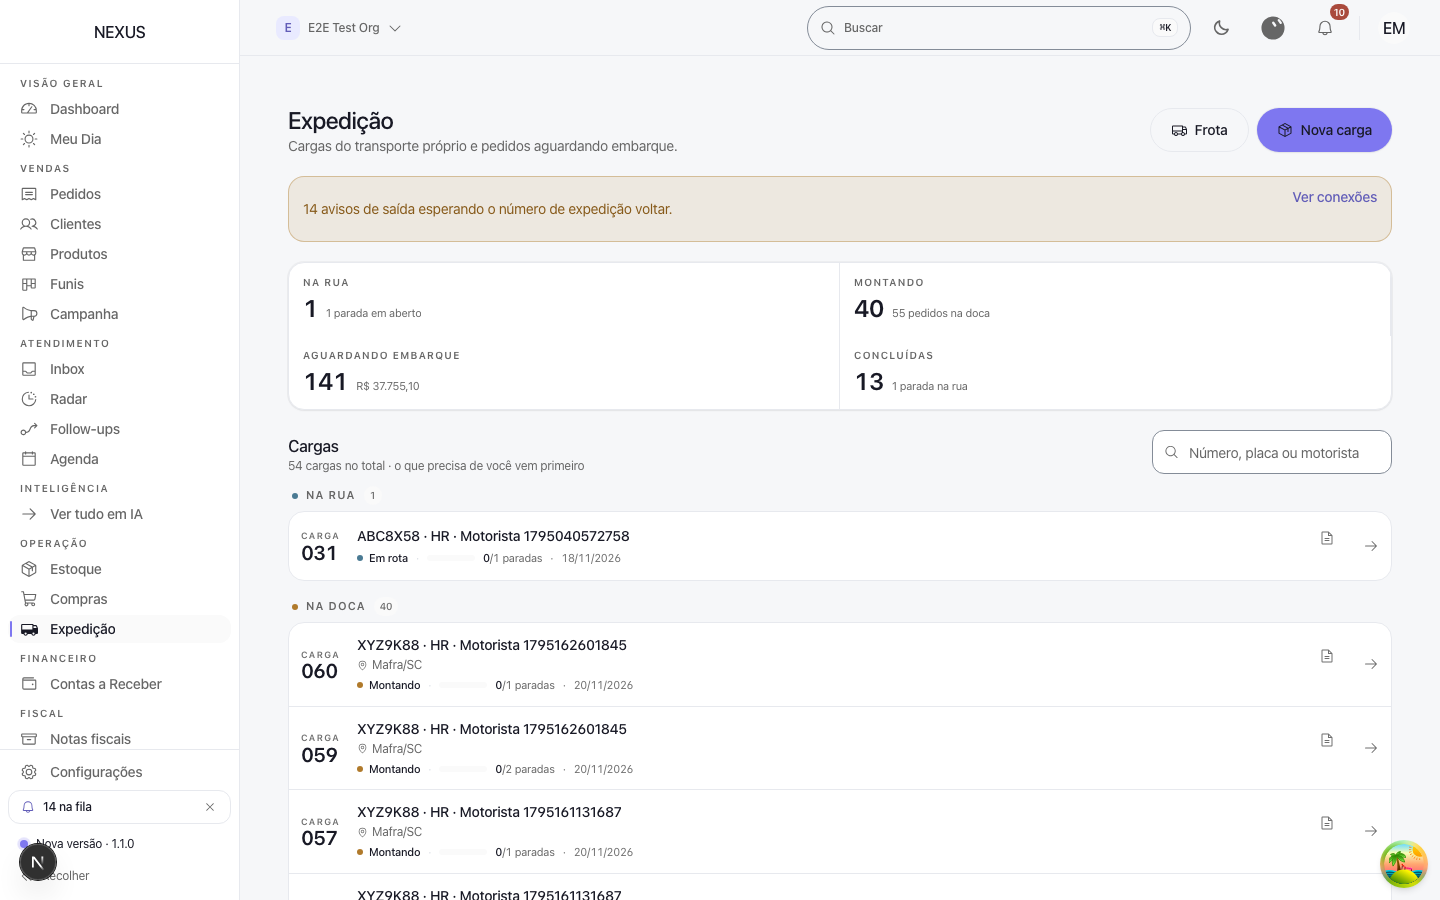 NEXUS
E
E2E Test Org
Buscar
⌘K
10
EM
VISÃO GERAL
Dashboard
Meu Dia
VENDAS
Pedidos
Clientes
Produtos
Funis
Campanha
ATENDIMENTO
Inbox
Radar
Follow-ups
Agenda
INTELIGÊNCIA
Ver tudo em IA
OPERAÇÃO
Estoque
Compras
Expedição
FINANCEIRO
Contas a Receber
FISCAL
Notas fiscais
Configurações
14 na fila
Nova versão · 1.1.0
N
Recolher
Expedição
Cargas do transporte próprio e pedidos aguardando embarque.
Frota
Nova carga
14 avisos de saída esperando o número de expedição voltar.
Ver conexões
NA RUA
1 1 parada em aberto
MONTANDO
40 55 pedidos na doca
AGUARDANDO EMBARQUE
141 R$ 37.755,10
CONCLUÍDAS
13 1 parada na rua
Cargas
54 cargas no total · o que precisa de você vem primeiro
Número, placa ou motorista
NA RUA 1
CARGA
031
ABC8X58 · HR · Motorista 1795040572758
Em rota · 0/1 paradas · 18/11/2026
NA DOCA 40
CARGA
060
XYZ9K88 · HR · Motorista 1795162601845
Mafra/SC
Montando · 0/1 paradas · 20/11/2026
CARGA
059
XYZ9K88 · HR · Motorista 1795162601845
Mafra/SC
Montando · 0/2 paradas · 20/11/2026
CARGA
057
XYZ9K88 · HR · Motorista 1795161131687
Mafra/SC
Montando · 0/1 paradas · 20/11/2026
CARGA
XYZ9K88 · HR · Motorista 1795161131687